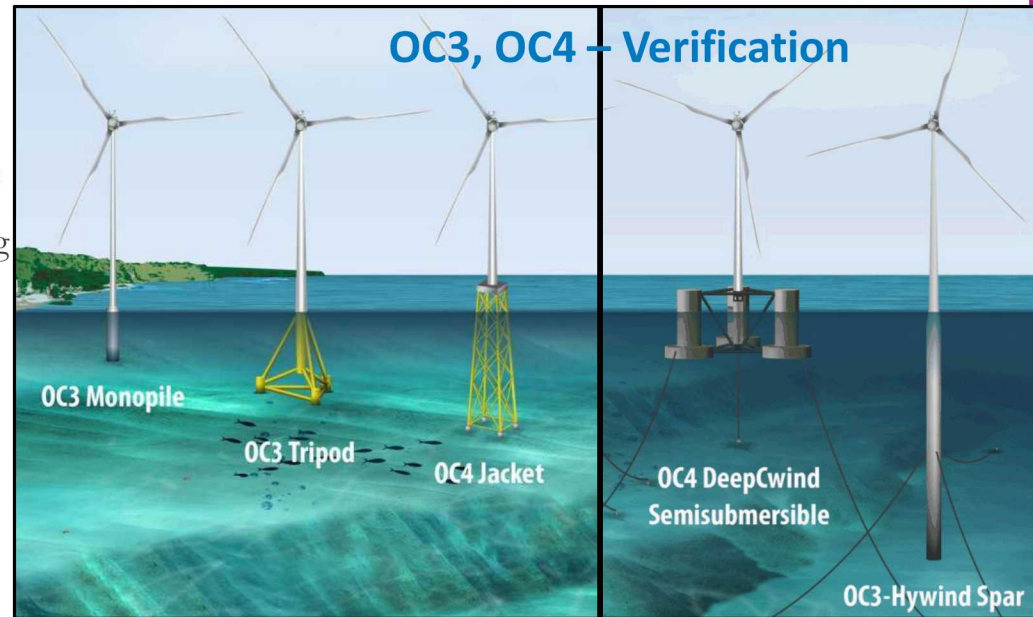 OC3, OC4 – Verification
g
OC3 Monopile
OC3 Tripod
OC4 Jacket
OC4 DeepCwind
Semisubmersible
OC3-Hywind Spar